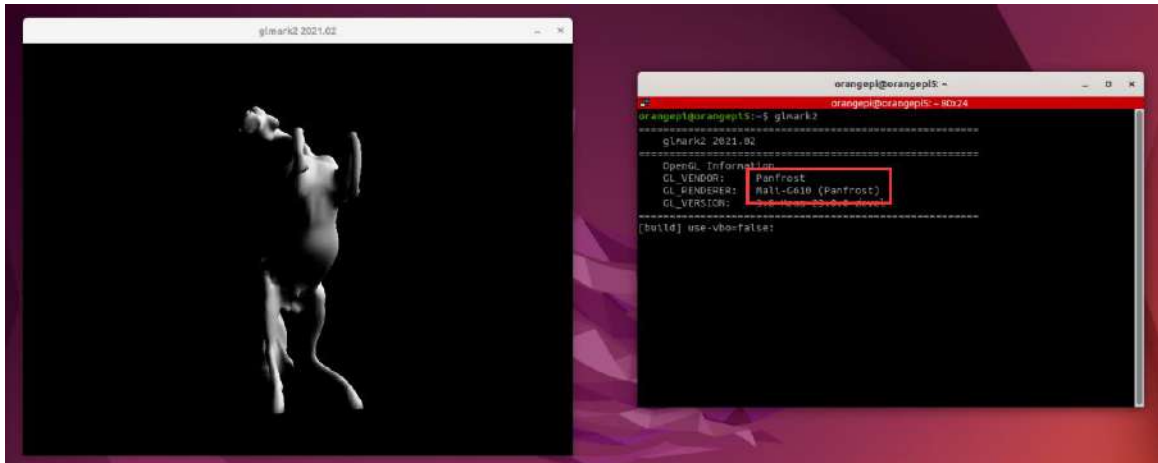 glmark2 2021.02
orangepi@orangepi5: ~
orangepi@orangepi5: ~ 80x24
orangepi@orangepi5:~$ glmark2
=======================================================
glmark2 2021.02
=======================================================
OpenGL Information
GL_VENDOR: Panfrost
GL_RENDERER: Mali-G610 (Panfrost)
GL_VERSION:
=======================================================
[build] use-vbo=false: